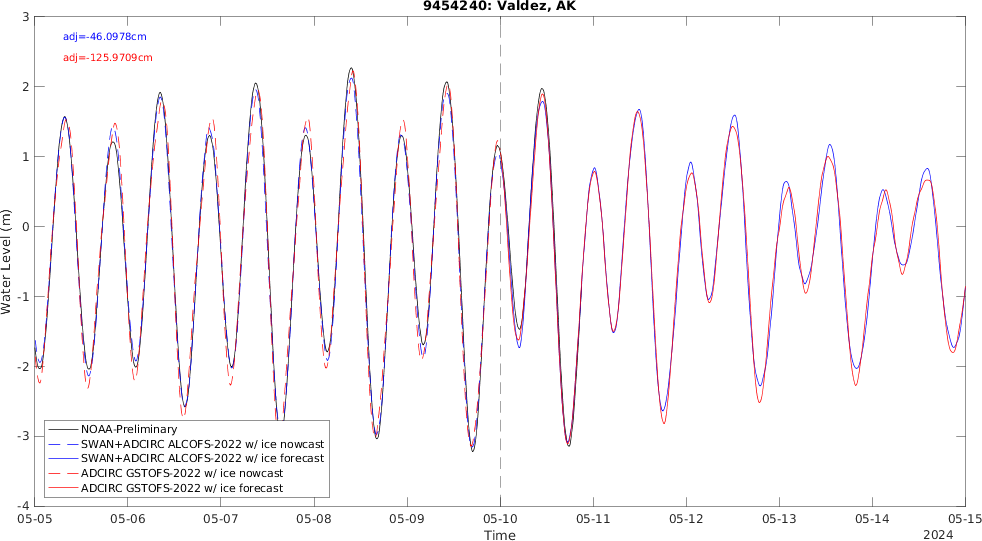 9454240: Valdez, AK
adj=-46.0978cm
adj=-125.9709cm
Water Level (m)
3
2
1
0
-1
-2
-3
-4
NOAA-Preliminary
SWAN+ADCIRC ALCOFS-2022 w/ ice nowcast
SWAN+ADCIRC ALCOFS-2022 w/ ice forecast
ADCIRC GSTOFS-2022 w/ ice nowcast
ADCIRC GSTOFS-2022 w/ ice forecast
05-05 05-06 05-07 05-08 05-09 05-10 05-11 05-12 05-13 05-14 05-15
Time
2024